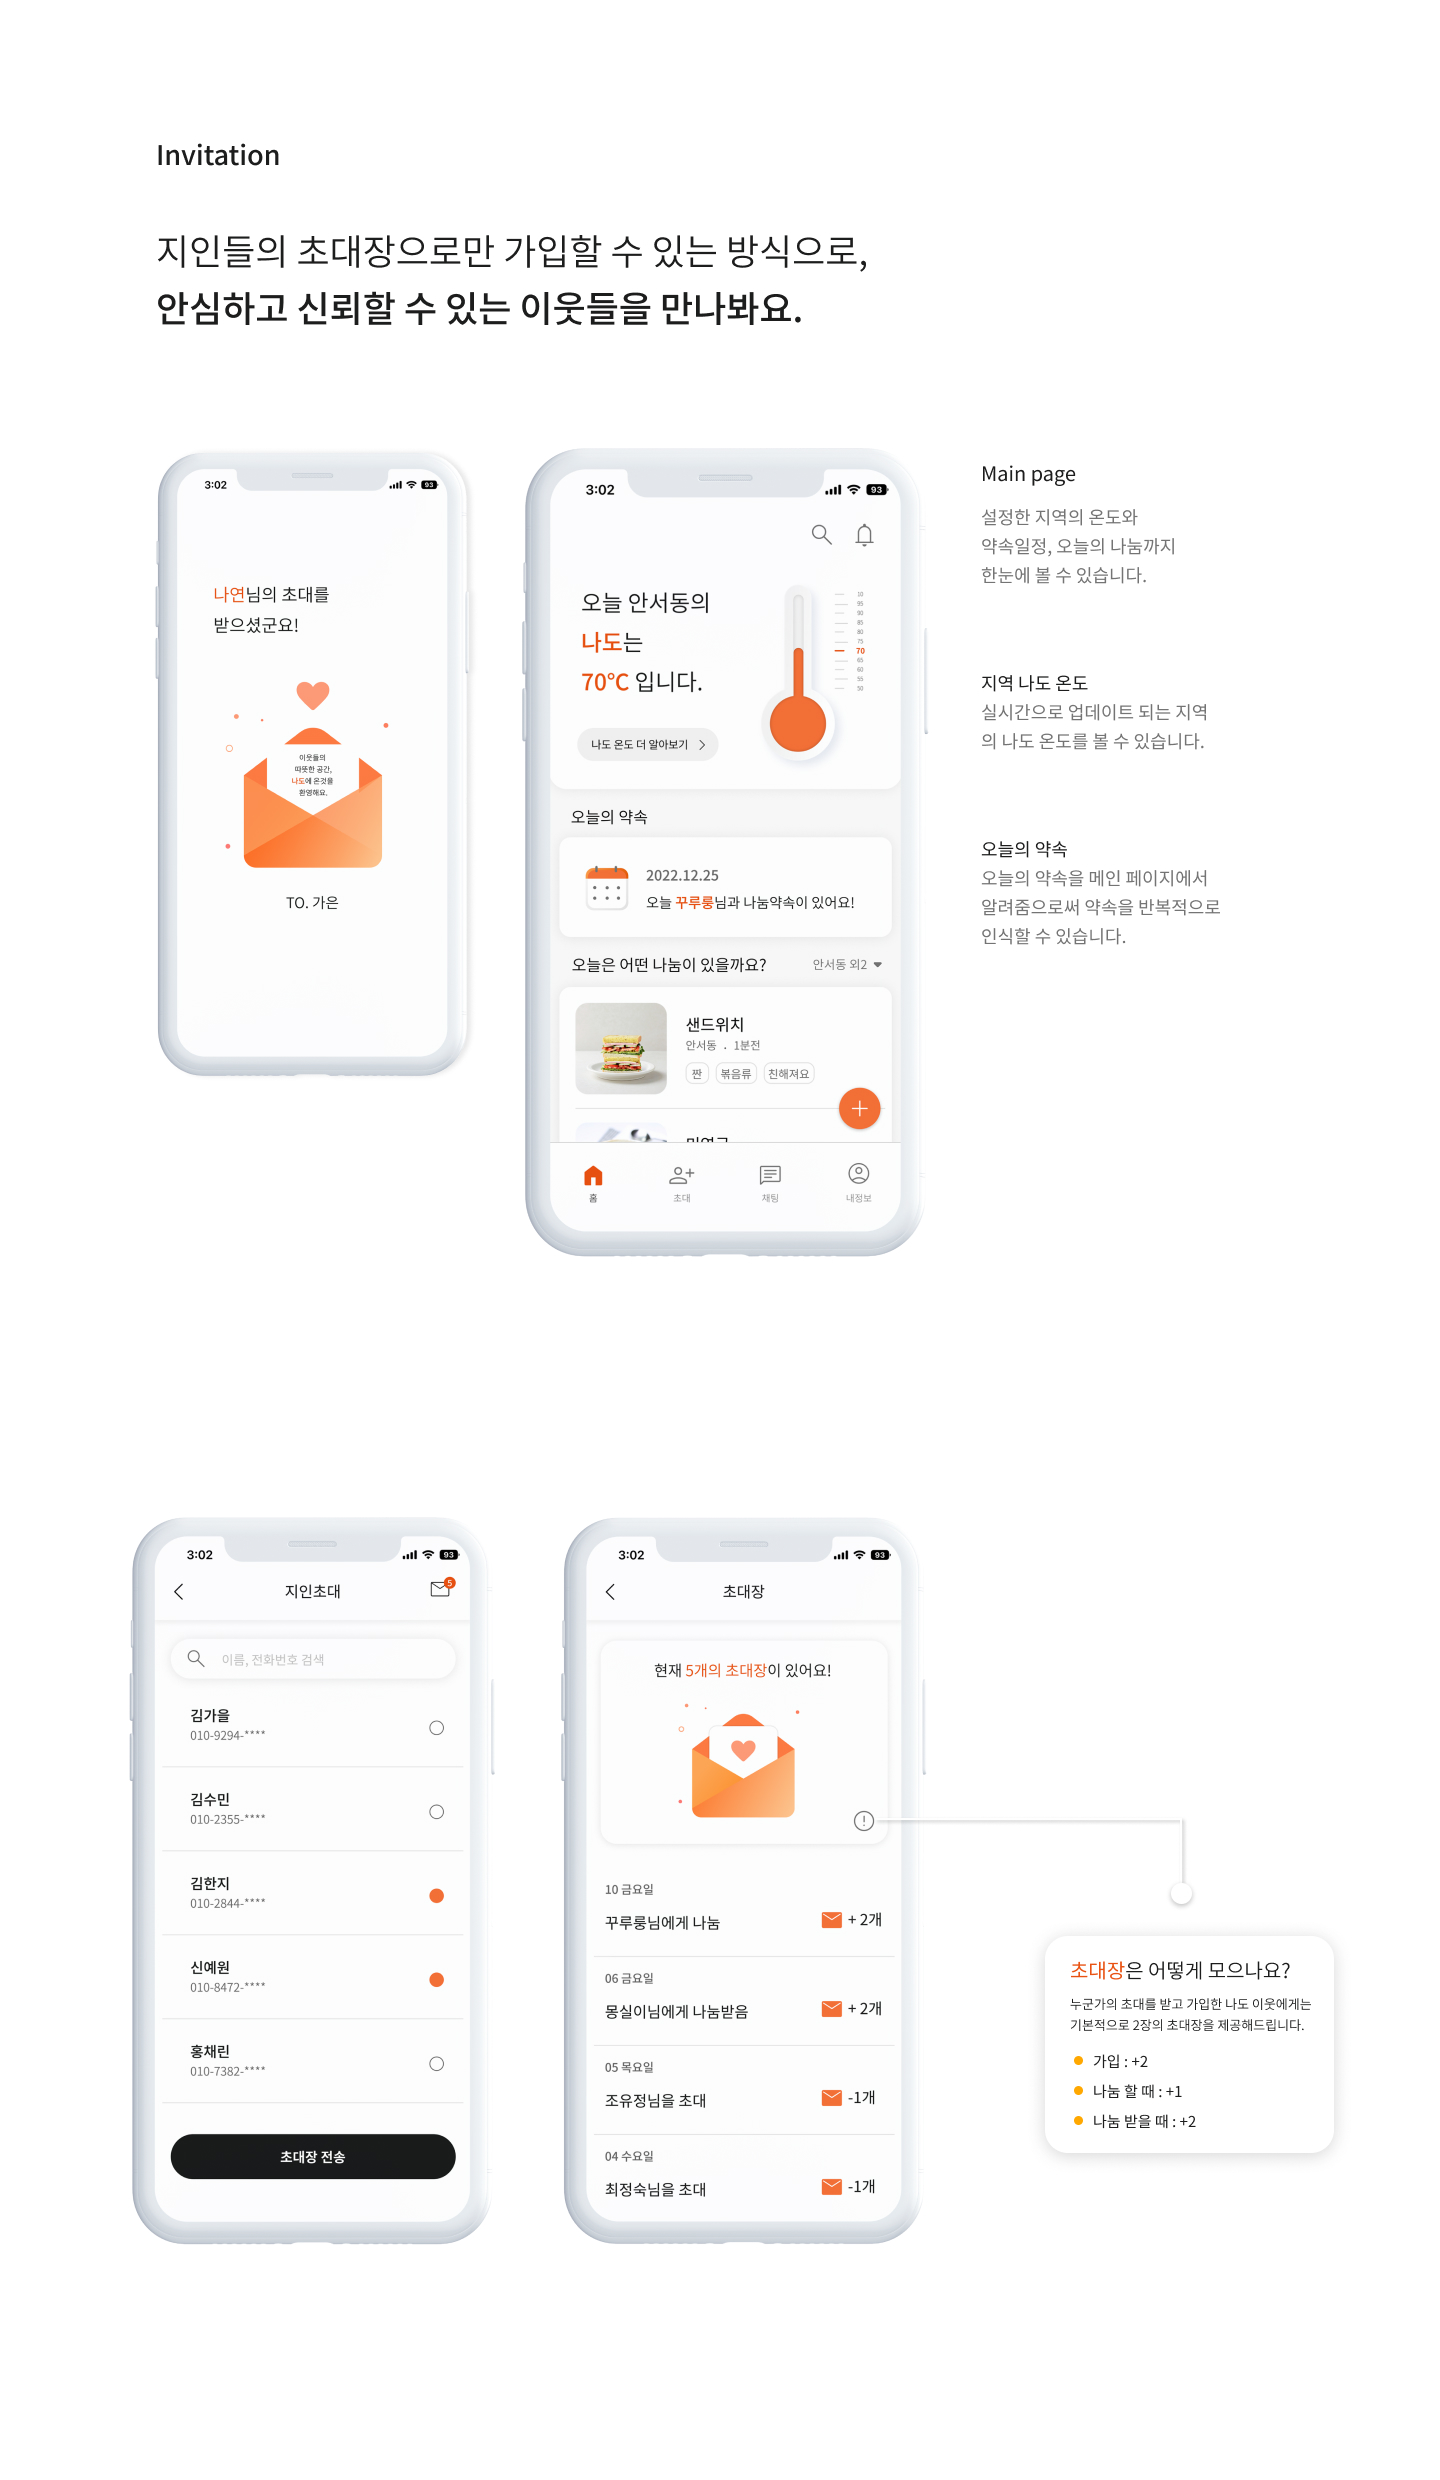 Invitation
지인들의 초대장으로만 가입할 수 있는 방식으로,
안심하고 신뢰할 수 있는 이웃들을 만나봐요.
3:02
93
나연님의 초대를
받으셨군요!
이웃들의
따뜻한 공간,
나도에 온것을
환영해요.
TO. 가은
3:02
93
오늘 안서동의
나도는
70°C 입니다.
나도 온도 더 알아보기
10
95
90
85
80
75
70
65
60
55
50
오늘의 약속
2022.12.25
오늘 꾸루룽님과 나눔약속이 있어요!
오늘은 어떤 나눔이 있을까요?
안서동 외2
샌드위치
안서동 . 1분전
짠 볶음류 친해져요
홈 초대 채팅 내정보
Main page
설정한 지역의 온도와
약속일정, 오늘의 나눔까지
한눈에 볼 수 있습니다.
지역 나도 온도
실시간으로 업데이트 되는 지역
의 나도 온도를 볼 수 있습니다.
오늘의 약속
오늘의 약속을 메인 페이지에서
알려줌으로써 약속을 반복적으로
인식할 수 있습니다.
3:02
93
지인초대
5
이름, 전화번호 검색
김가을
010-9294-****
김수민
010-2355-****
김한지
010-2844-****
신예원
010-8472-****
홍채린
010-7382-****
초대장 전송
3:02
93
초대장
현재 5개의 초대장이 있어요!
10 금요일
꾸루룽님에게 나눔
+ 2개
06 금요일
몽실이님에게 나눔받음
+ 2개
05 목요일
조유정님을 초대
-1개
04 수요일
최정숙님을 초대
-1개
초대장은 어떻게 모으나요?
누군가의 초대를 받고 가입한 나도 이웃에게는
기본적으로 2장의 초대장을 제공해드립니다.
가입 : +2
나눔 할 때 : +1
나눔 받을 때 : +2